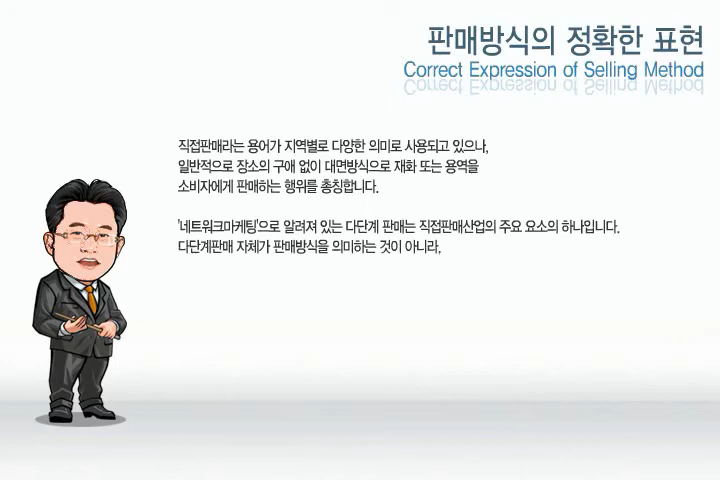 판매방식의 정확한 표현
Correct Expression of Selling Method
직접판매라는 용어가 지역별로 다양한 의미로 사용되고 있으나,
일반적으로 장소의 구애 없이 대면방식으로 재화 또는 용역을
소비자에게 판매하는 행위를 총칭합니다.
'네트워크마케팅'으로 알려져 있는 다단계 판매는 직접판매산업의 주요 요소의 하나입니다.
다단계판매 자체가 판매방식을 의미하는 것이 아니라,